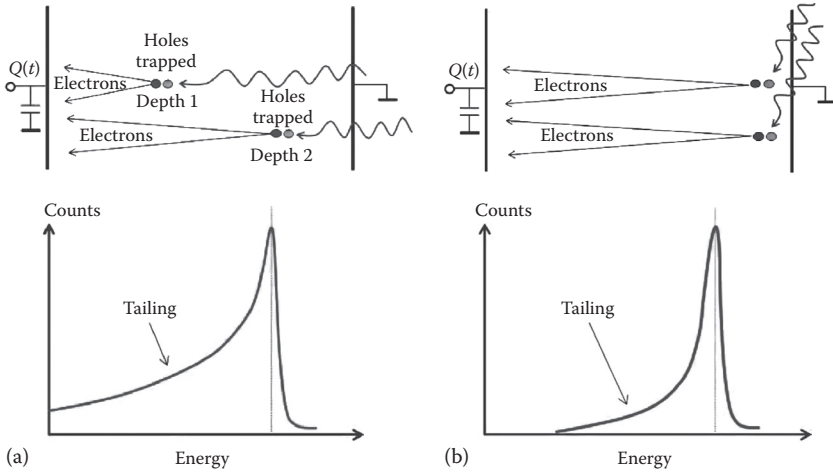 Q(t)
Holes
trapped
Electrons
Depth 1
Holes
trapped
Electrons
Depth 2
Counts
Tailing
(a)
Energy
Q(t)
Electrons
Electrons
Counts
Tailing
(b)
Energy